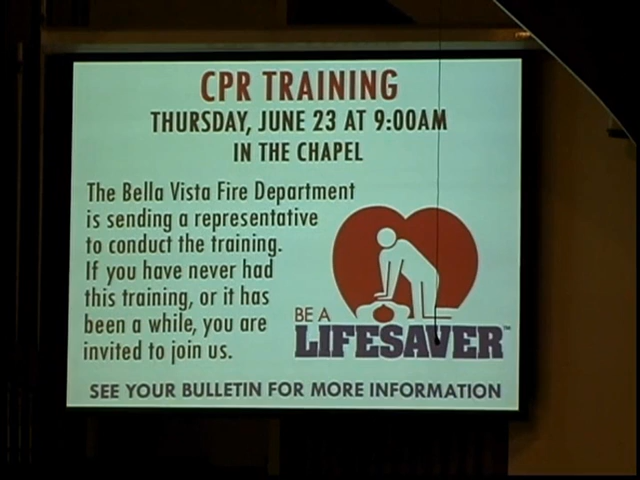 CPR TRAINING
THURSDAY, JUNE 23 AT 9:00AM
IN THE CHAPEL
The Bella Vista Fire Department
is sending a representative
to conduct the training.
If you have never had
this training, or it has
been a while, you are
invited to join us.
BE A
LIFESAVER™
SEE YOUR BULLETIN FOR MORE INFORMATION